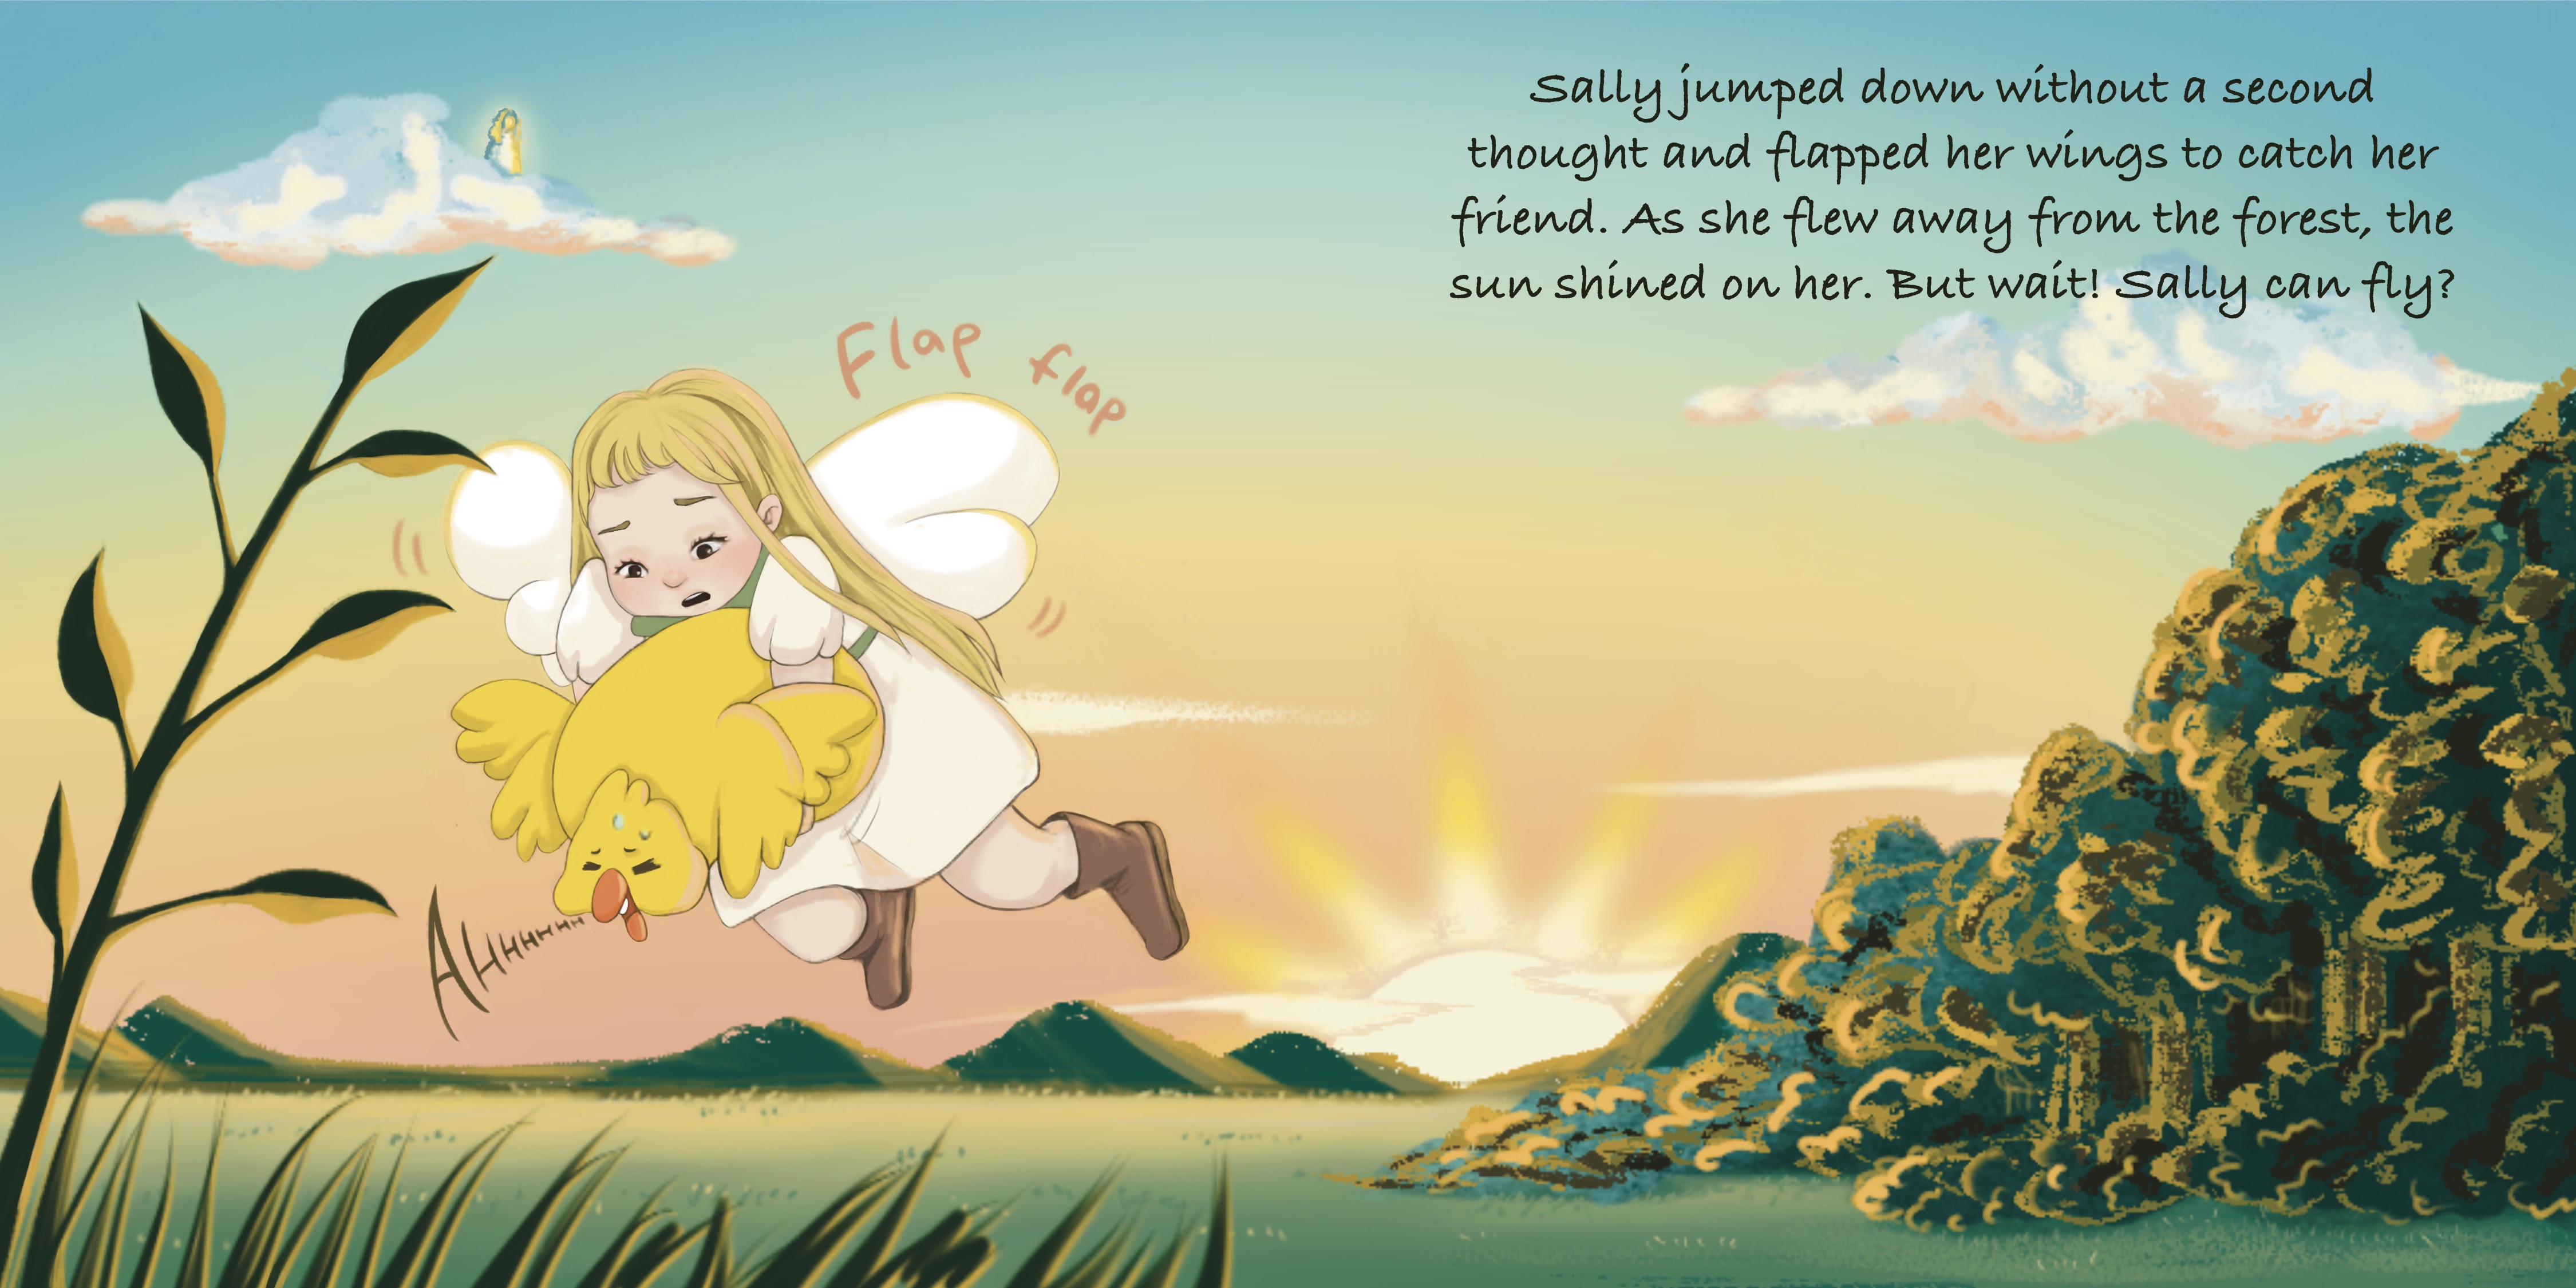 Sally jumped down without a second
thought and flapped her wings to catch her
friend. As she flew away from the forest, the
sun shined on her. But wait! Sally can fly?
Flap flap
AHHHHHHH